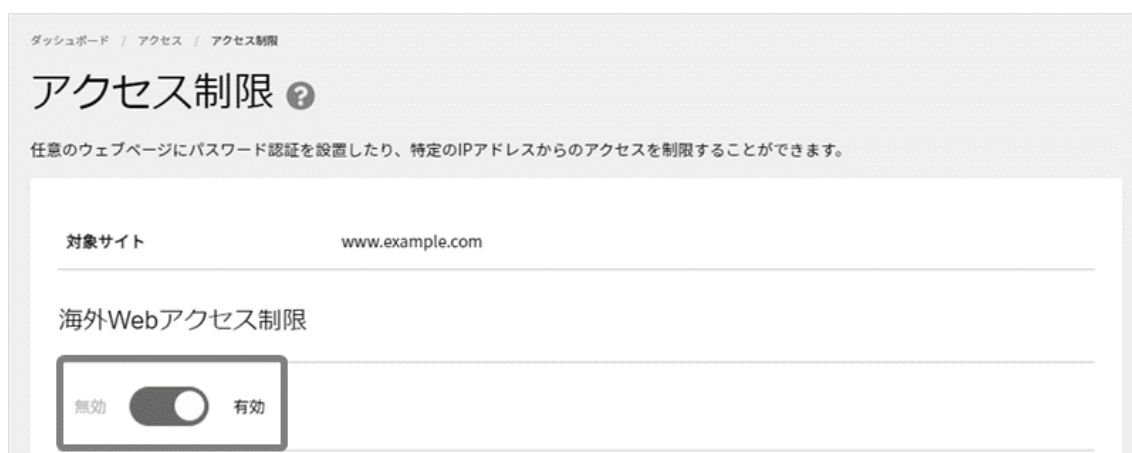 ダッシュボード / アクセス / アクセス制限
アクセス制限 ?
任意のウェブページにパスワード認証を設置したり、特定のIPアドレスからのアクセスを制限することができます。
対象サイト www.example.com
海外Webアクセス制限
無効 有効